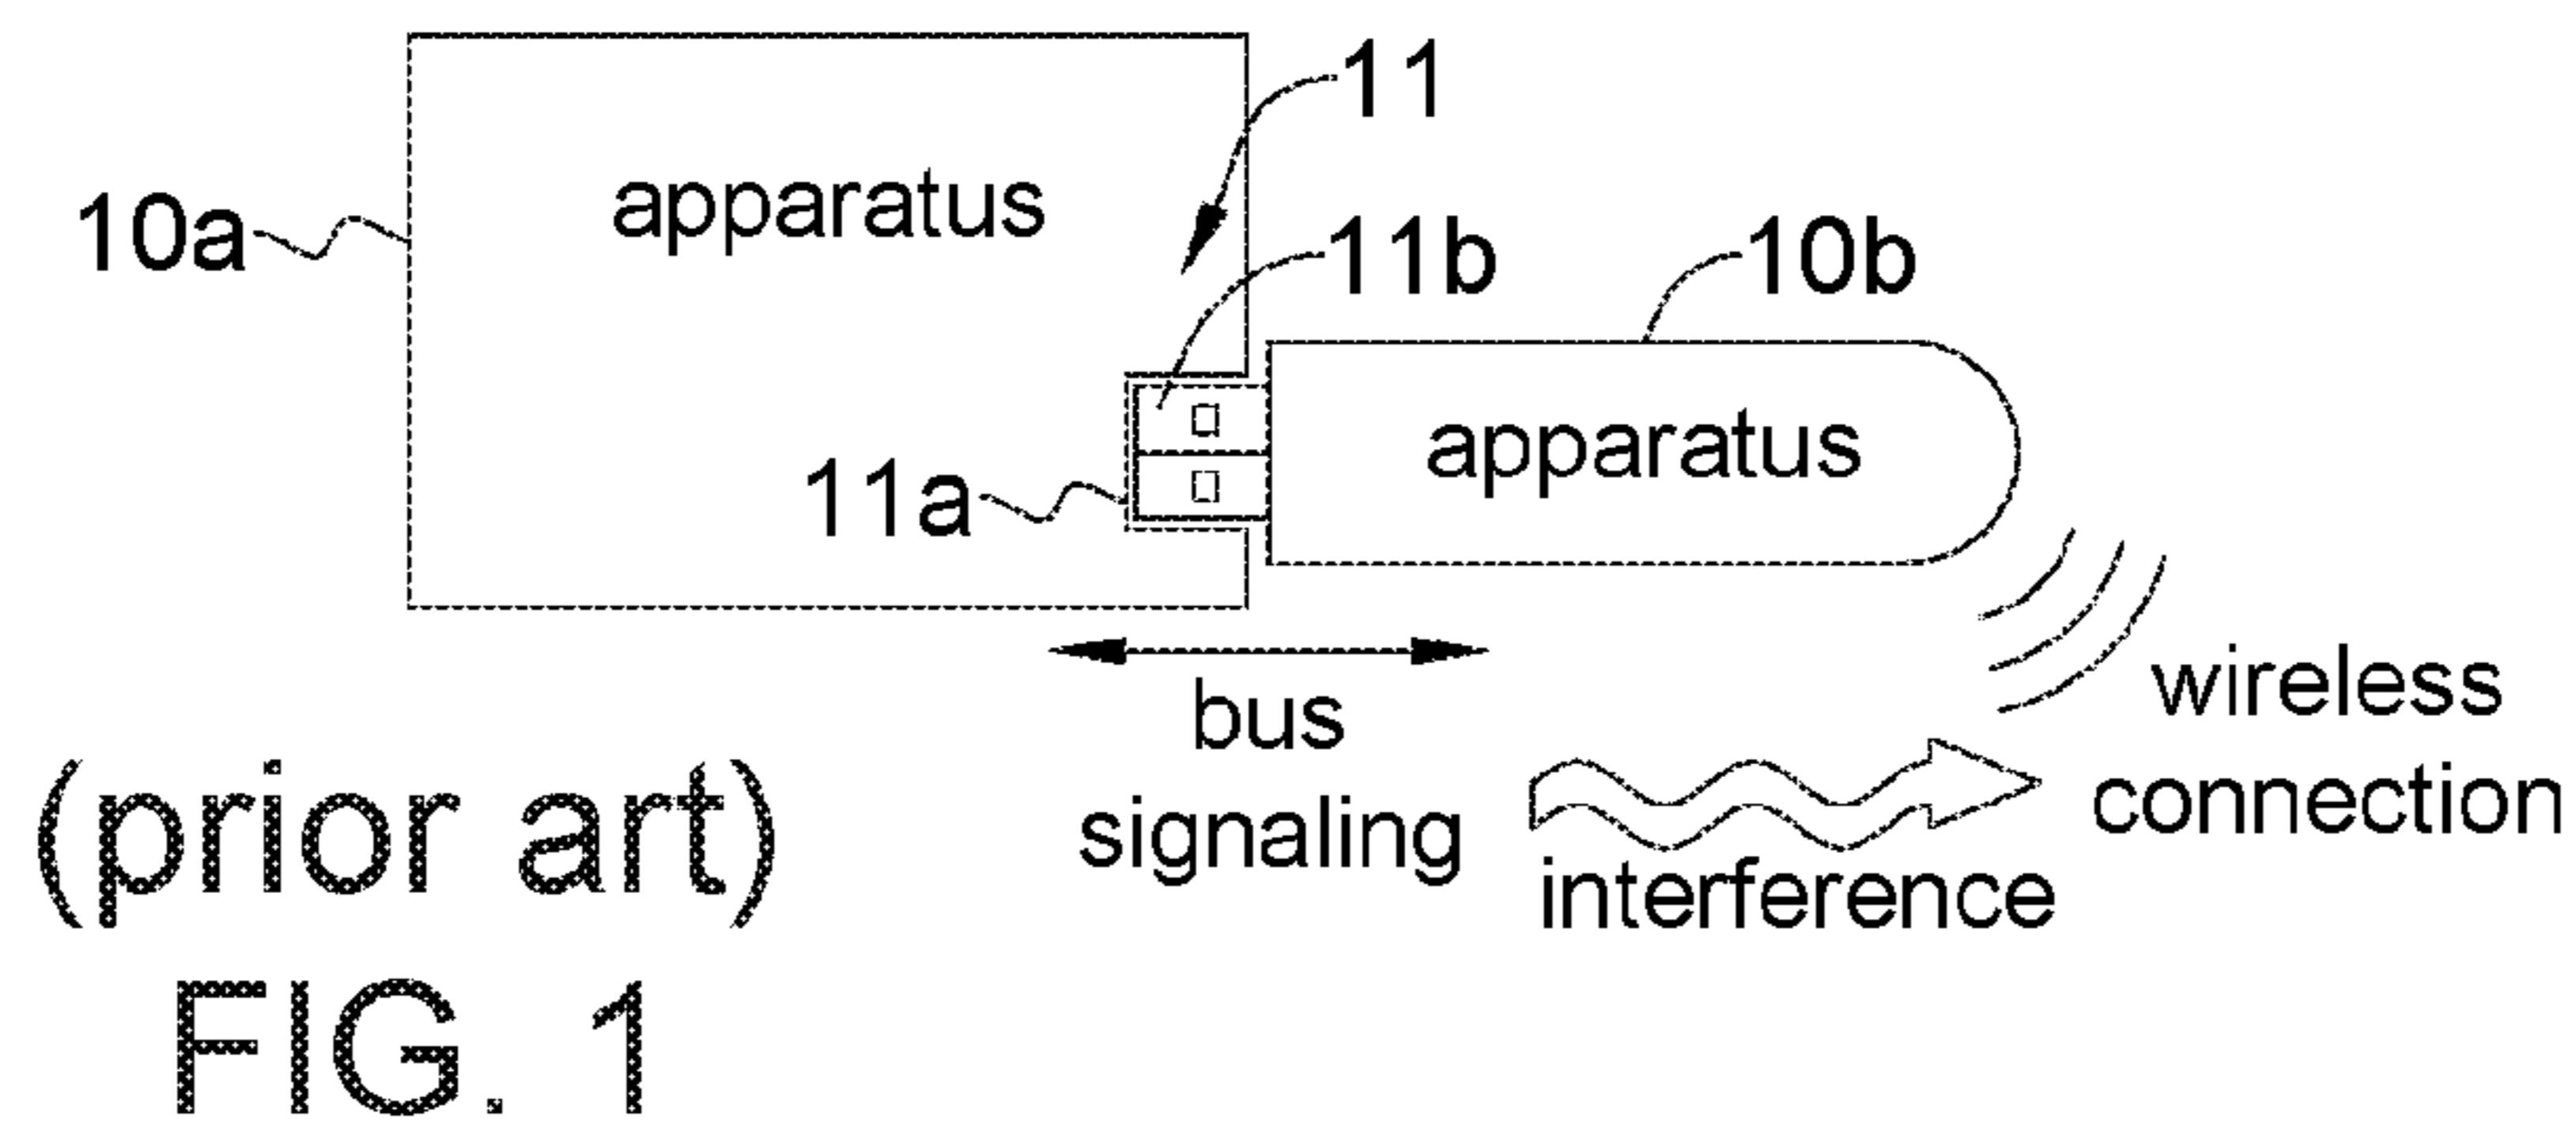 11
apparatus
10a
11b
10b
apparatus
11a
bus
signaling
wireless
connection
interference
(prior art)
FIG. 1